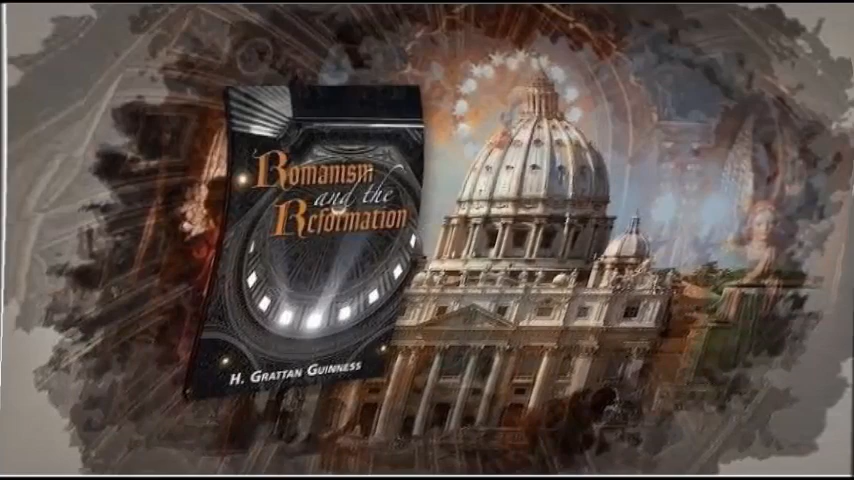 Romanism
and the
Reformation
H. GRATTAN GUINNESS